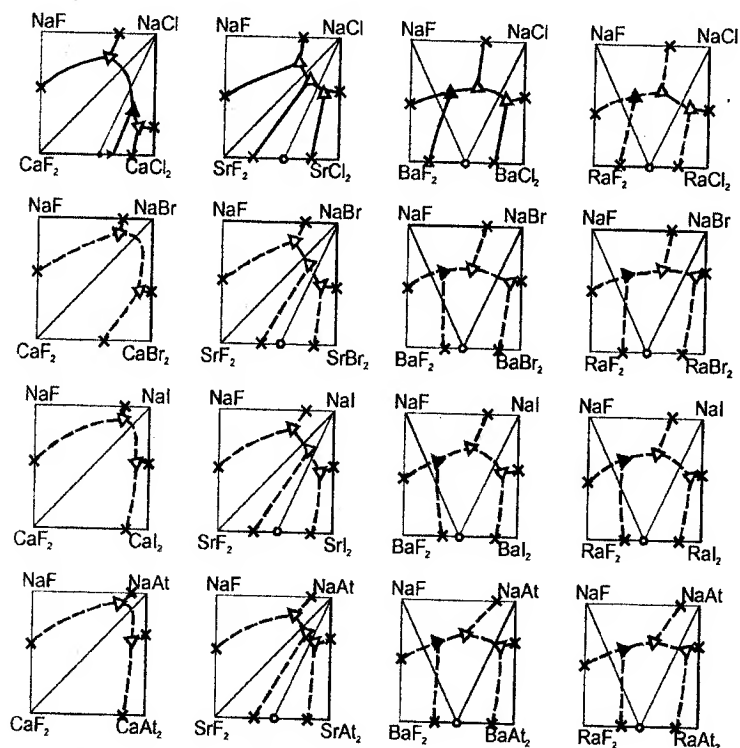 NaF NaCl NaF NaCl NaF NaCl NaF NaCl
CaF₂ CaCl₂ SrF₂ SrCl₂ BaF₂ BaCl₂ RaF₂ RaCl₂
NaF NaBr NaF NaBr NaF NaBr NaF NaBr
CaF₂ CaBr₂ SrF₂ SrBr₂ BaF₂ BaBr₂ RaF₂ RaBr₂
NaF NaI NaF NaI NaF NaI NaF NaI
CaF₂ CaI₂ SrF₂ SrI₂ BaF₂ BaI₂ RaF₂ RaI₂
NaF NaAt NaF NaAt NaF NaAt NaF NaAt
CaF₂ CaAt₂ SrF₂ SrAt₂ BaF₂ BaAt₂ RaF₂ RaAt₂